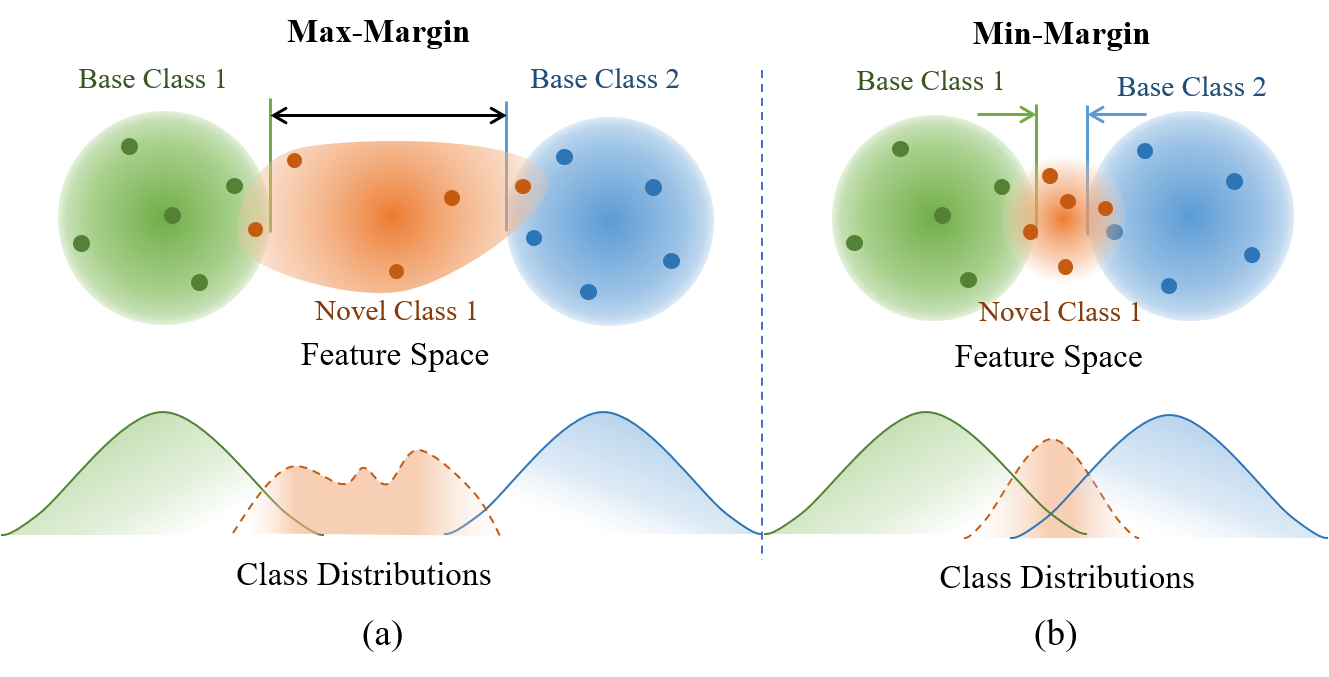 Max-Margin
Base Class 1
Base Class 2
Novel Class 1
Feature Space
Class Distributions
(a)
Min-Margin
Base Class 1
Base Class 2
Novel Class 1
Feature Space
Class Distributions
(b)